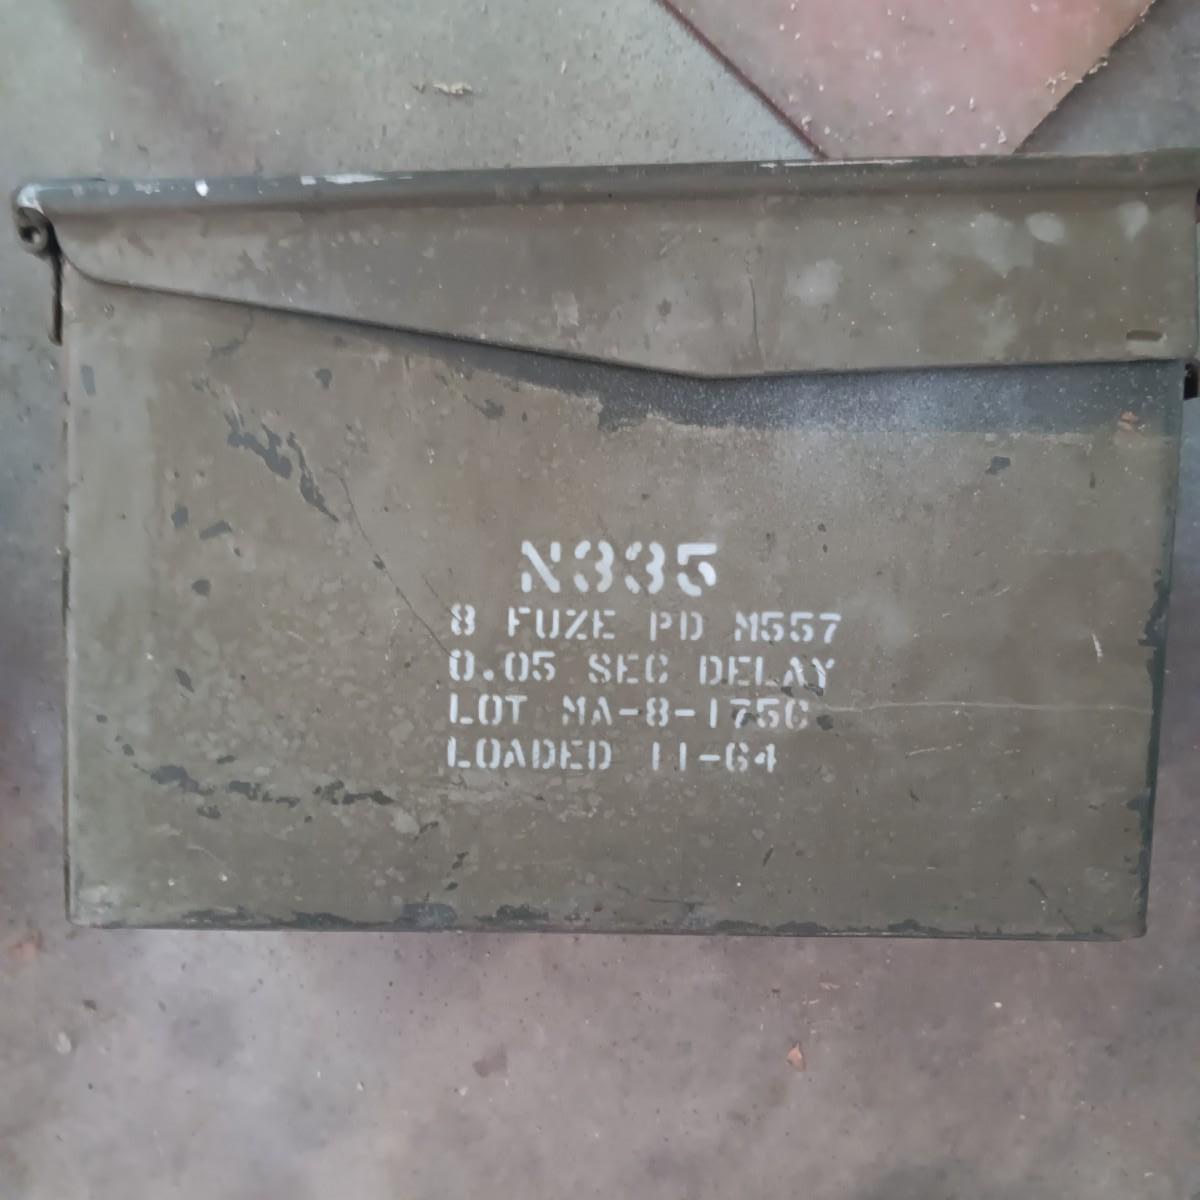 N335
8 FUZE PD M557
0.05 SEC DELAY
LOT MA-8-175C
LOADED 11-64